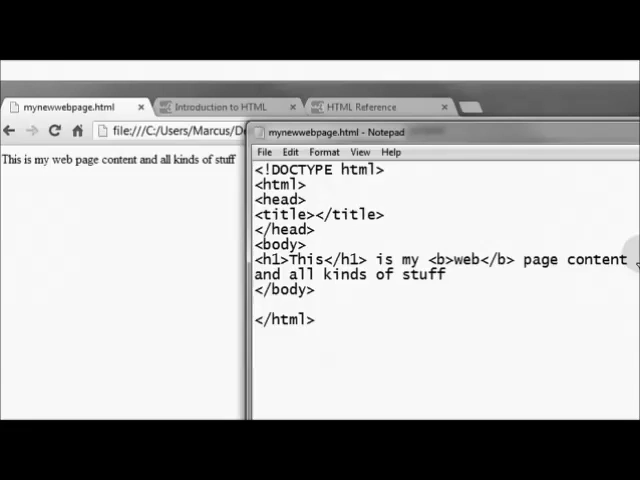 mynewwebpage.html
Introduction to HTML
HTML Reference
file:///C:/Users/Marcus/De
This is my web page content and all kinds of stuff
mynewwebpage.html - Notepad
File Edit Format View Help
<!DOCTYPE html>
<html>
<head>
<title></title>
</head>
<body>
<h1>This</h1> is my <b>web</b> page content
and all kinds of stuff
</body>
</html>